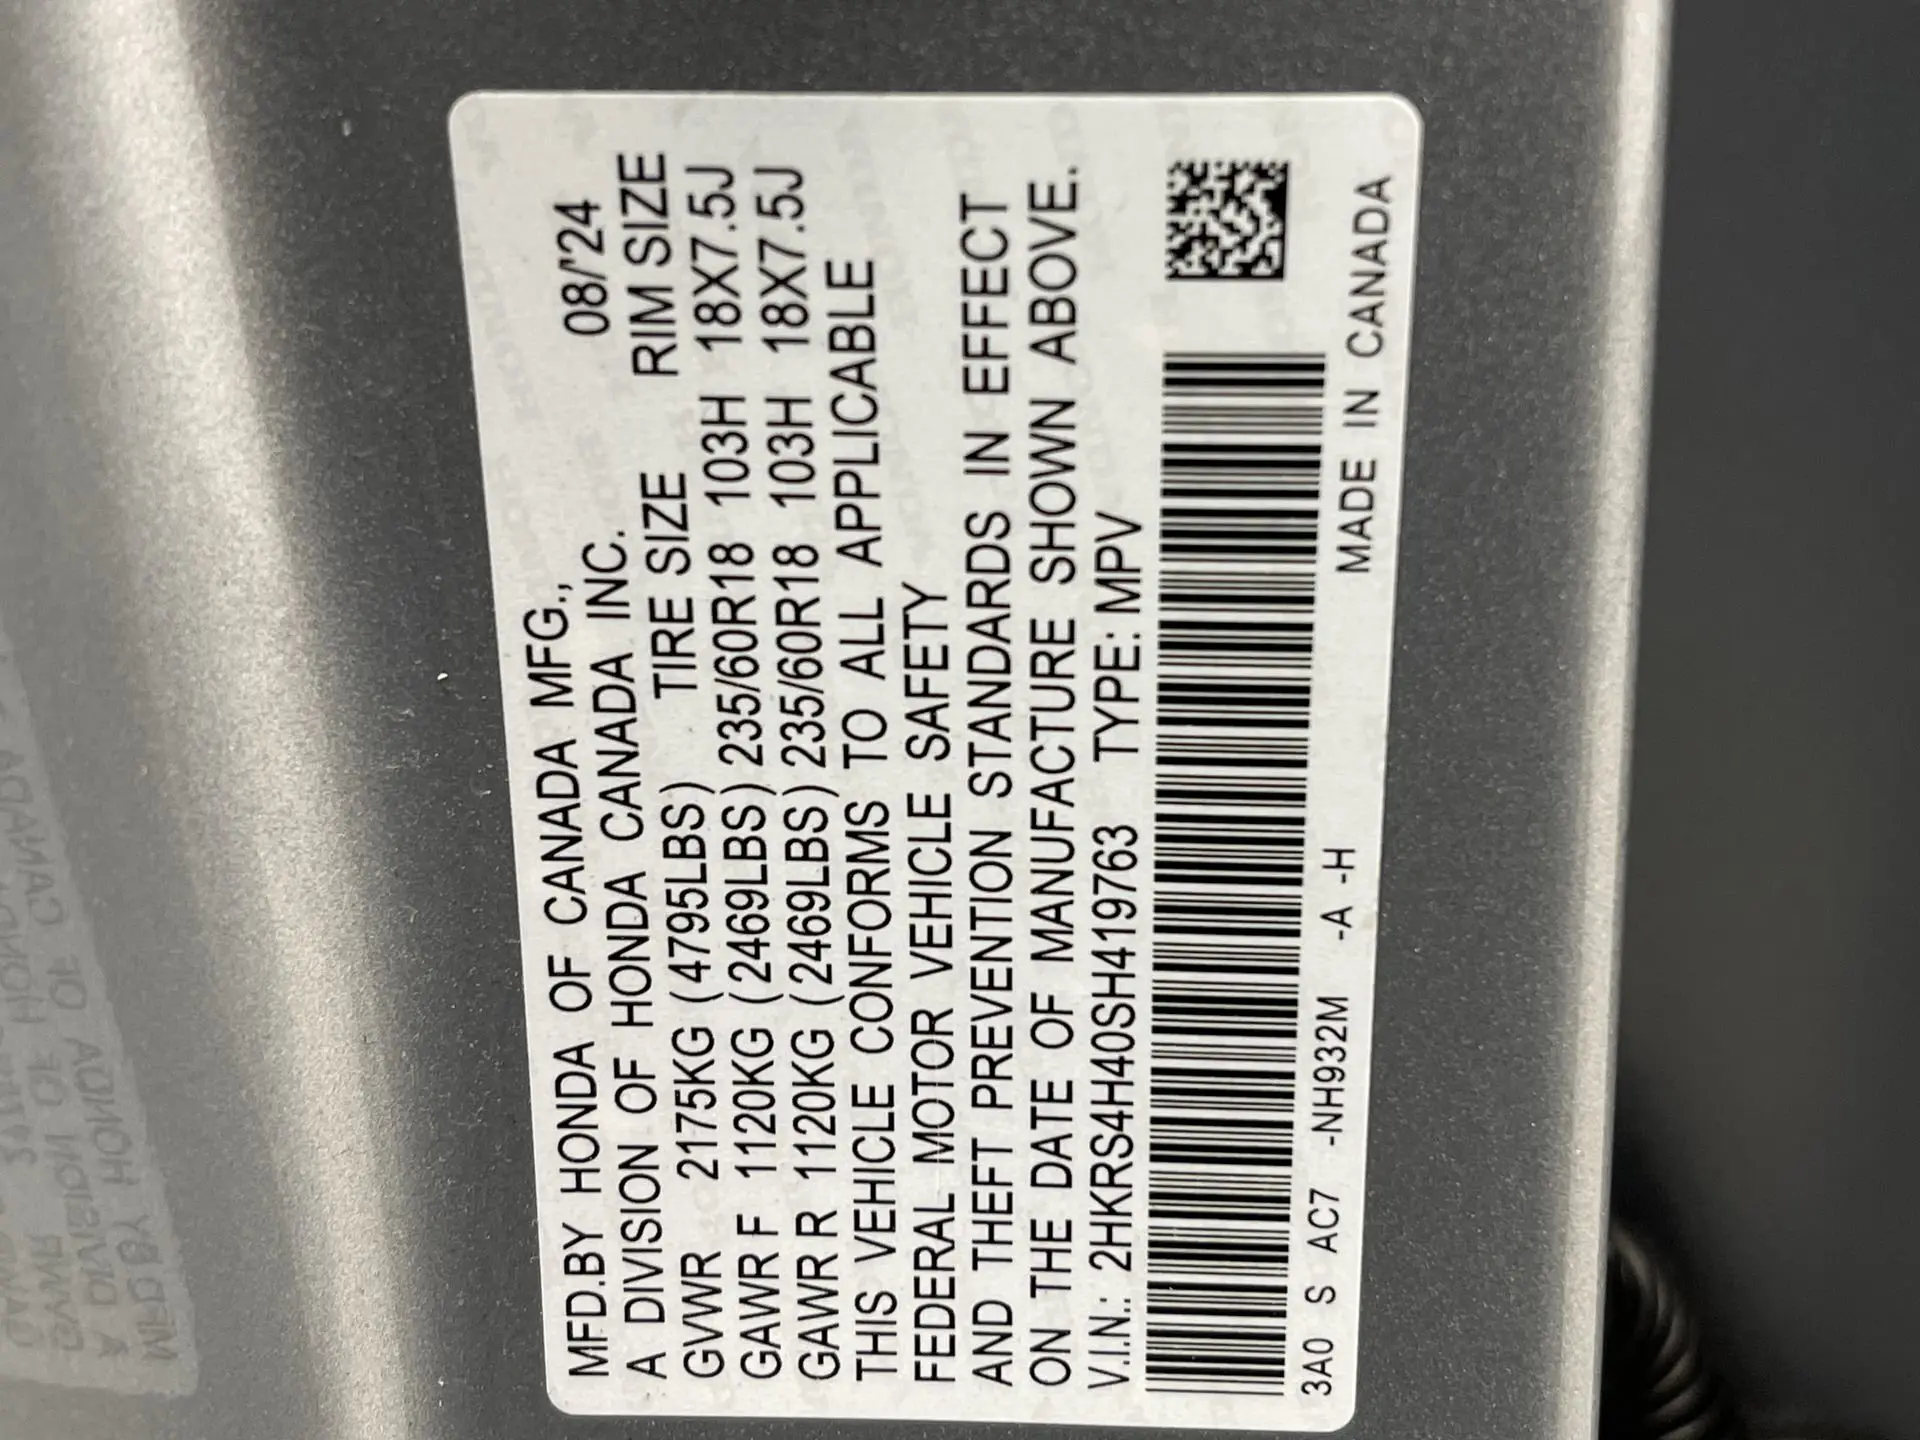 MFD.BY HONDA OF CANADA MFG.,  08/'24
A DIVISION OF HONDA CANADA INC.
TIRE SIZE  RIM SIZE
GVWR 2175KG (4795LBS)
GAWR F 1120KG (2469LBS) 235/60R18 103H 18X7.5J
GAWR R 1120KG (2469LBS) 235/60R18 103H 18X7.5J
THIS VEHICLE CONFORMS TO ALL APPLICABLE
FEDERAL MOTOR VEHICLE SAFETY
AND THEFT PREVENTION STANDARDS IN EFFECT
ON THE DATE OF MANUFACTURE SHOWN ABOVE.
V.I.N.: 2HKRS4H40SH419763 TYPE: MPV
3A0 S AC7 -NH932M -A -H MADE IN CANADA